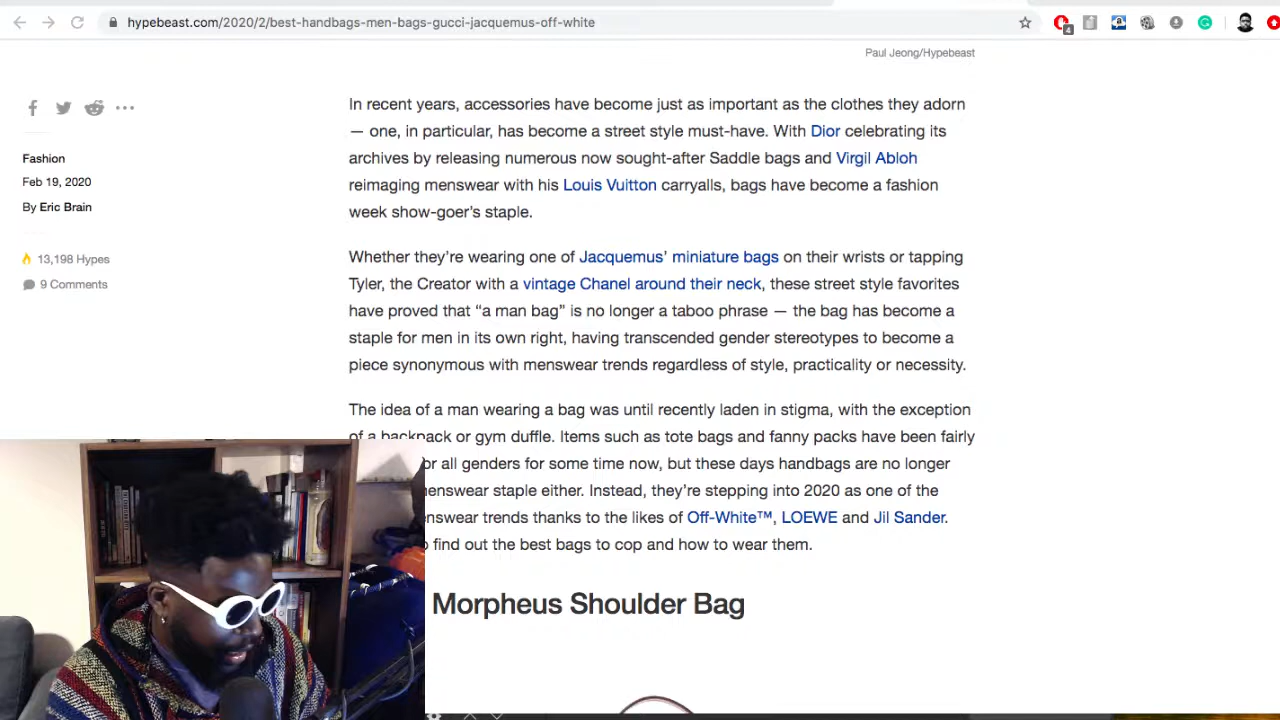 hypebeast.com/2020/2/best-handbags-men-bags-gucci-jacquemus-off-white
4
Paul Jeong/Hypebeast
Fashion
Feb 19, 2020
By Eric Brain
13,198 Hypes
9 Comments
In recent years, accessories have become just as important as the clothes they adorn
— one, in particular, has become a street style must-have. With Dior celebrating its
archives by releasing numerous now sought-after Saddle bags and Virgil Abloh
reimaging menswear with his Louis Vuitton carryalls, bags have become a fashion
week show-goer's staple.
Whether they're wearing one of Jacquemus' miniature bags on their wrists or tapping
Tyler, the Creator with a vintage Chanel around their neck, these street style favorites
have proved that “a man bag” is no longer a taboo phrase — the bag has become a
staple for men in its own right, having transcended gender stereotypes to become a
piece synonymous with menswear trends regardless of style, practicality or necessity.
The idea of a man wearing a bag was until recently laden in stigma, with the exception
of a backpack or gym duffle. Items such as tote bags and fanny packs have been fairly
or all genders for some time now, but these days handbags are no longer
menswear staple either. Instead, they're stepping into 2020 as one of the
enswear trends thanks to the likes of Off-White™, LOEWE and Jil Sander.
find out the best bags to cop and how to wear them.
Morpheus Shoulder Bag